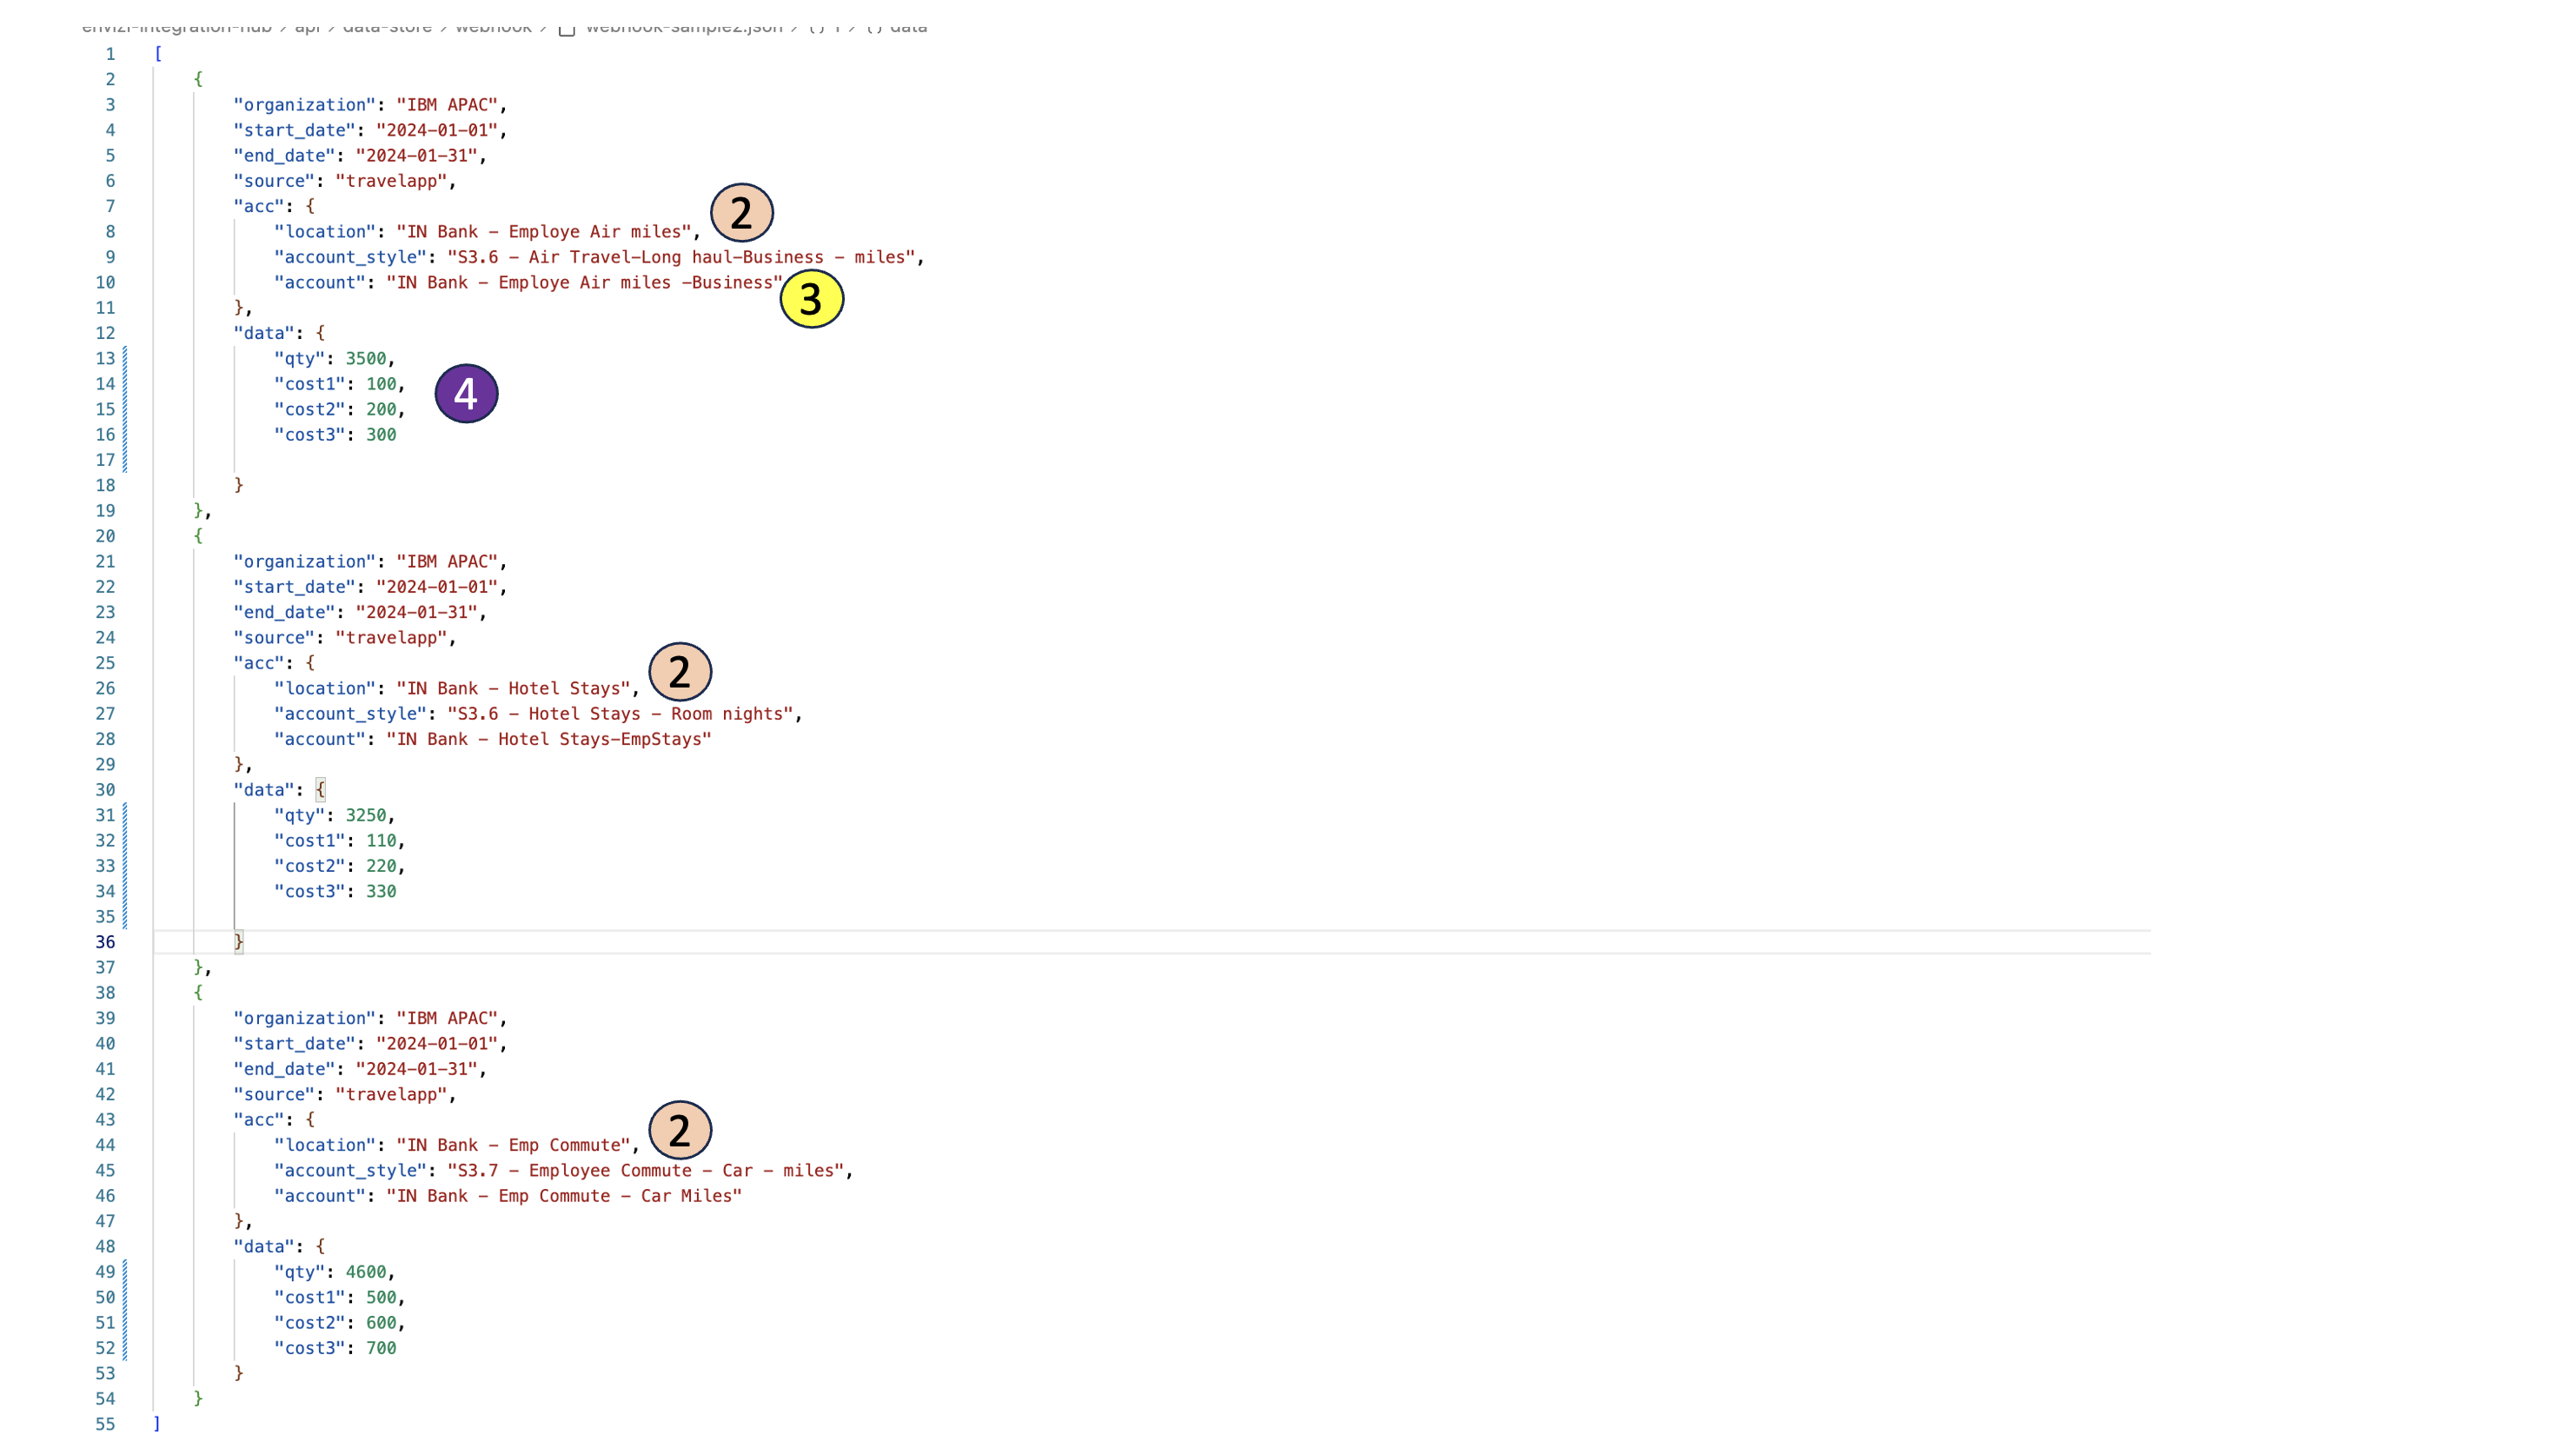 envizi-integration-hub > api > data-store > webhook > webhook-sample2.json > {} 1 > {} data
1 [
2 {
3 "organization": "IBM APAC",
4 "start_date": "2024-01-01",
5 "end_date": "2024-01-31",
6 "source": "travelapp",
7 "acc": {
2
8 "location": "IN Bank – Employe Air miles",
9 "account_style": "S3.6 – Air Travel–Long haul–Business – miles",
10 "account": "IN Bank – Employe Air miles –Business"
3
11 },
12 "data": {
13 "qty": 3500,
14 "cost1": 100,
4
15 "cost2": 200,
16 "cost3": 300
17
18 }
19 },
20 {
21 "organization": "IBM APAC",
22 "start_date": "2024-01-01",
23 "end_date": "2024-01-31",
24 "source": "travelapp",
25 "acc": {
2
26 "location": "IN Bank – Hotel Stays",
27 "account_style": "S3.6 – Hotel Stays – Room nights",
28 "account": "IN Bank – Hotel Stays–EmpStays"
29 },
30 "data": {
31 "qty": 3250,
32 "cost1": 110,
33 "cost2": 220,
34 "cost3": 330
35
36 }
37 },
38 {
39 "organization": "IBM APAC",
40 "start_date": "2024-01-01",
41 "end_date": "2024-01-31",
42 "source": "travelapp",
43 "acc": {
2
44 "location": "IN Bank – Emp Commute",
45 "account_style": "S3.7 – Employee Commute – Car – miles",
46 "account": "IN Bank – Emp Commute – Car Miles"
47 },
48 "data": {
49 "qty": 4600,
50 "cost1": 500,
51 "cost2": 600,
52 "cost3": 700
53 }
54 }
55 ]